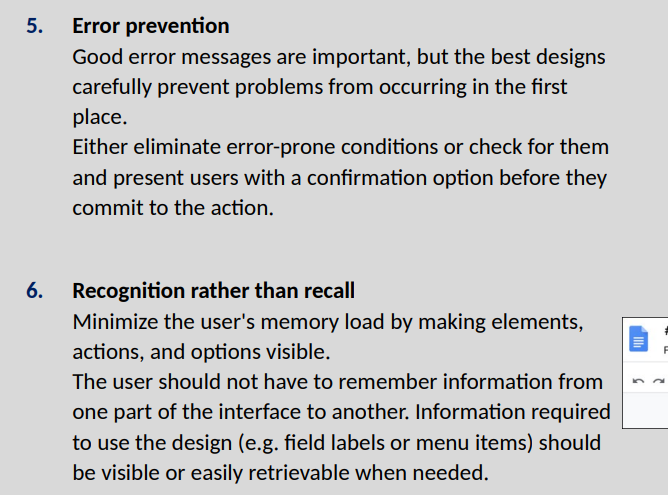 5. Error prevention
Good error messages are important, but the best designs
carefully prevent problems from occurring in the first
place.
Either eliminate error-prone conditions or check for them
and present users with a confirmation option before they
commit to the action.
6. Recognition rather than recall
Minimize the user's memory load by making elements,
actions, and options visible.
The user should not have to remember information from
one part of the interface to another. Information required
to use the design (e.g. field labels or menu items) should
be visible or easily retrievable when needed.